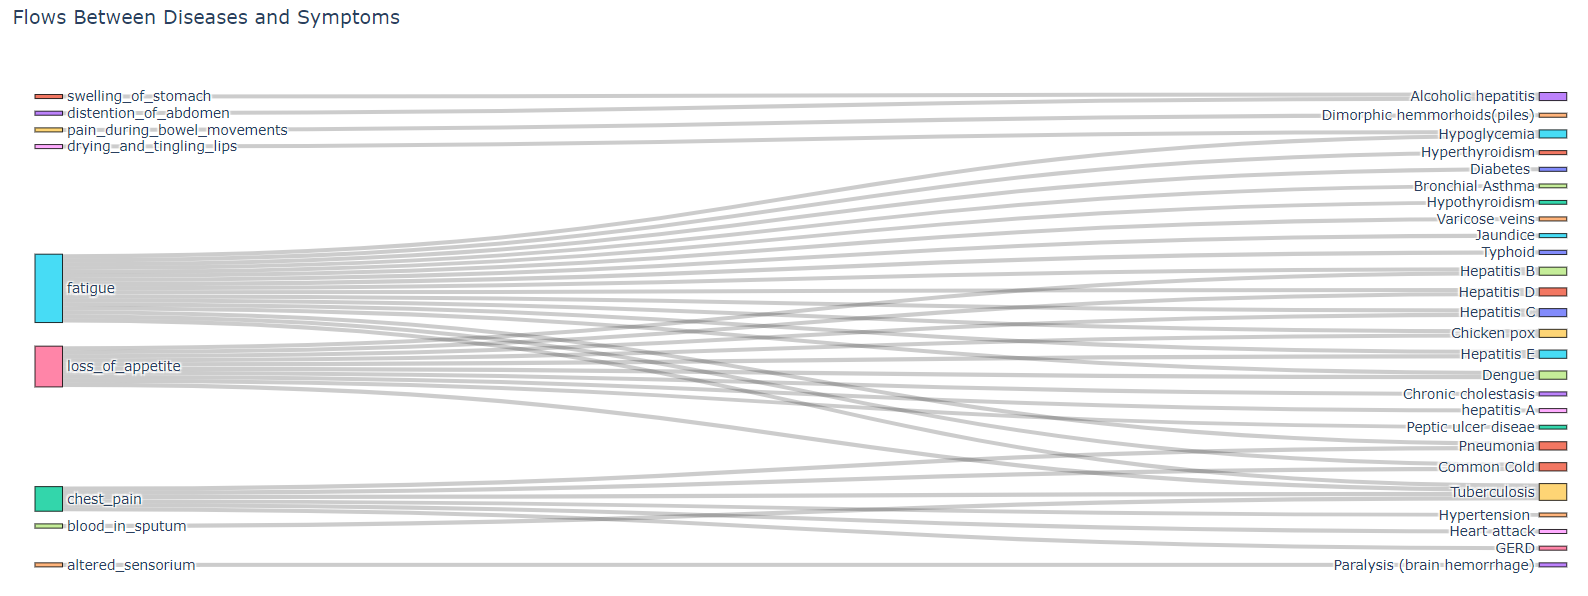 Flows Between Diseases and Symptoms
swelling_of_stomach
distention_of_abdomen
pain_during_bowel_movements
drying_and_tingling_lips
fatigue
loss_of_appetite
chest_pain
blood_in_sputum
altered_sensorium
Alcoholic hepatitis
Dimorphic hemmorhoids(piles)
Hypoglycemia
Hyperthyroidism
Diabetes
Bronchial Asthma
Hypothyroidism
Varicose veins
Jaundice
Typhoid
Hepatitis B
Hepatitis D
Hepatitis C
Chicken pox
Hepatitis E
Dengue
Chronic cholestasis
hepatitis A
Peptic ulcer diseae
Pneumonia
Common Cold
Tuberculosis
Hypertension
Heart attack
GERD
Paralysis (brain hemorrhage)